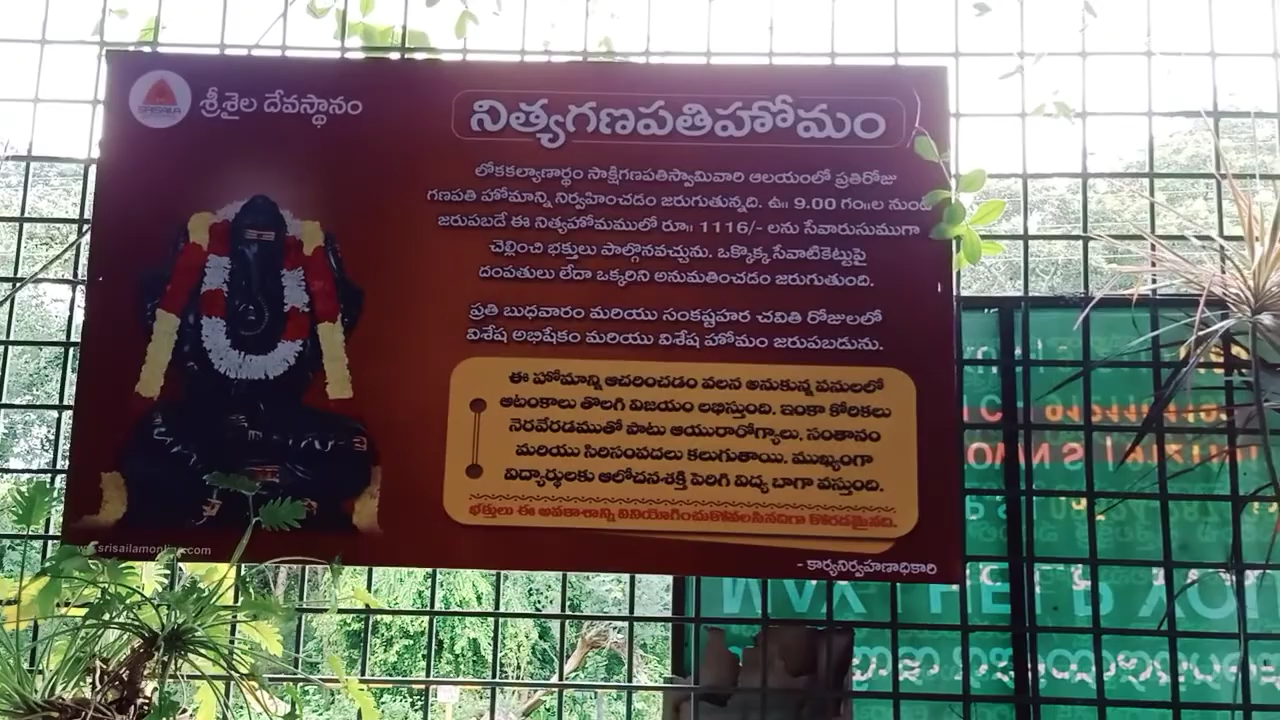 SRISAILA
శ్రీశైల దేవస్థానం
నిత్యగణపతిహోమం
లోకకల్యాణార్థం సాక్షిగణపతిస్వామివారి ఆలయంలో ప్రతిరోజు
గణపతి హోమాన్ని నిర్వహించడం జరుగుతున్నది. ఉ॥ 9.00 గం॥ల నుండి
జరుపబడే ఈ నిత్యహోమములో రూ॥ 1116/- లను సేవారుసుముగా
చెల్లించి భక్తులు పాల్గొనవచ్చును. ఒక్కొక్క సేవాటికెట్టుపై
దంపతులు లేదా ఒక్కరిని అనుమతించడం జరుగుతుంది.
ప్రతి బుధవారం మరియు సంకష్టహర చవితి రోజులలో
విశేష అభిషేకం మరియు విశేష హోమం జరుపబడును.
ఈ హోమాన్ని ఆచరించడం వలన అనుకున్న పనులలో
ఆటంకాలు తొలగి విజయం లభిస్తుంది. ఇంకా కోరికలు
నెరవేరడముతో పాటు ఆయురారోగ్యాలు, సంతానం
మరియు సిరిసంపదలు కలుగుతాయి. ముఖ్యంగా
విద్యార్థులకు ఆలోచనశక్తి పెరిగి విద్య బాగా వస్తుంది.
భక్తులు ఈ అవకాశాన్ని వినియోగించుకోవలసినదిగా కోరడమైనది.
www.srisailamonline.com
- కార్యనిర్వహణాధికారి